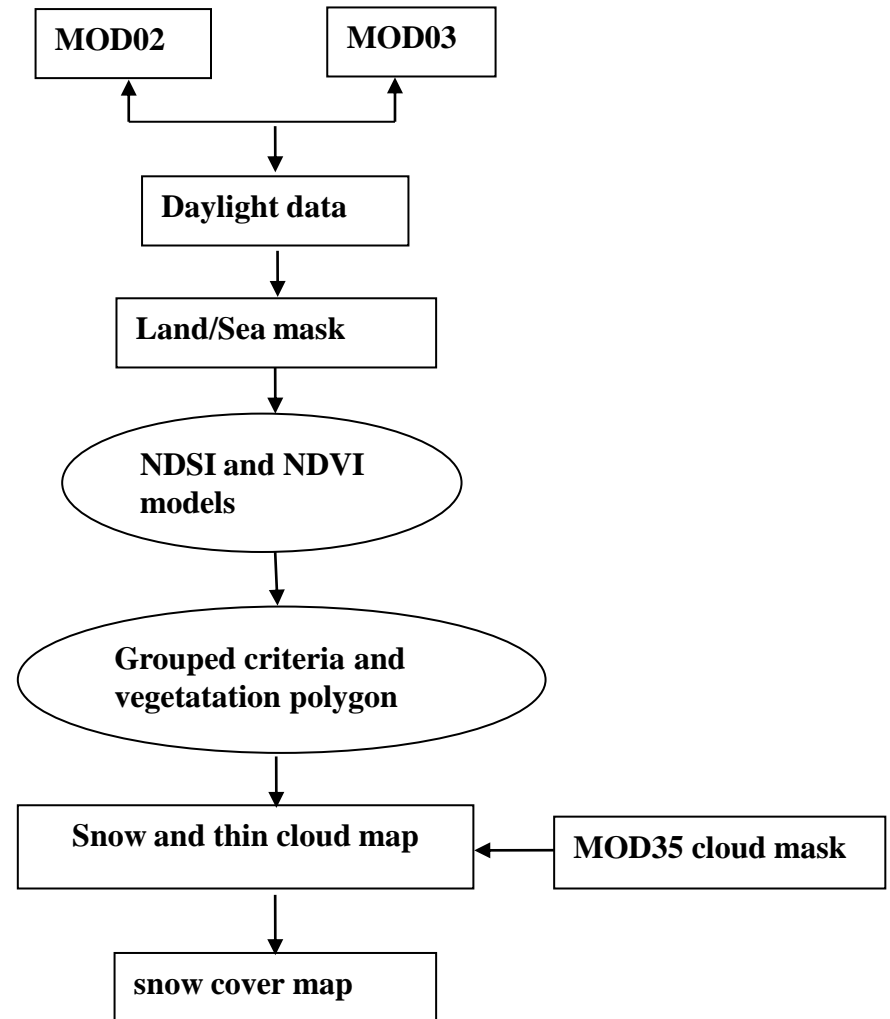 MOD02
MOD03
Daylight data
Land/Sea mask
NDSI and NDVI
models
Grouped criteria and
vegetatation polygon
Snow and thin cloud map
MOD35 cloud mask
snow cover map